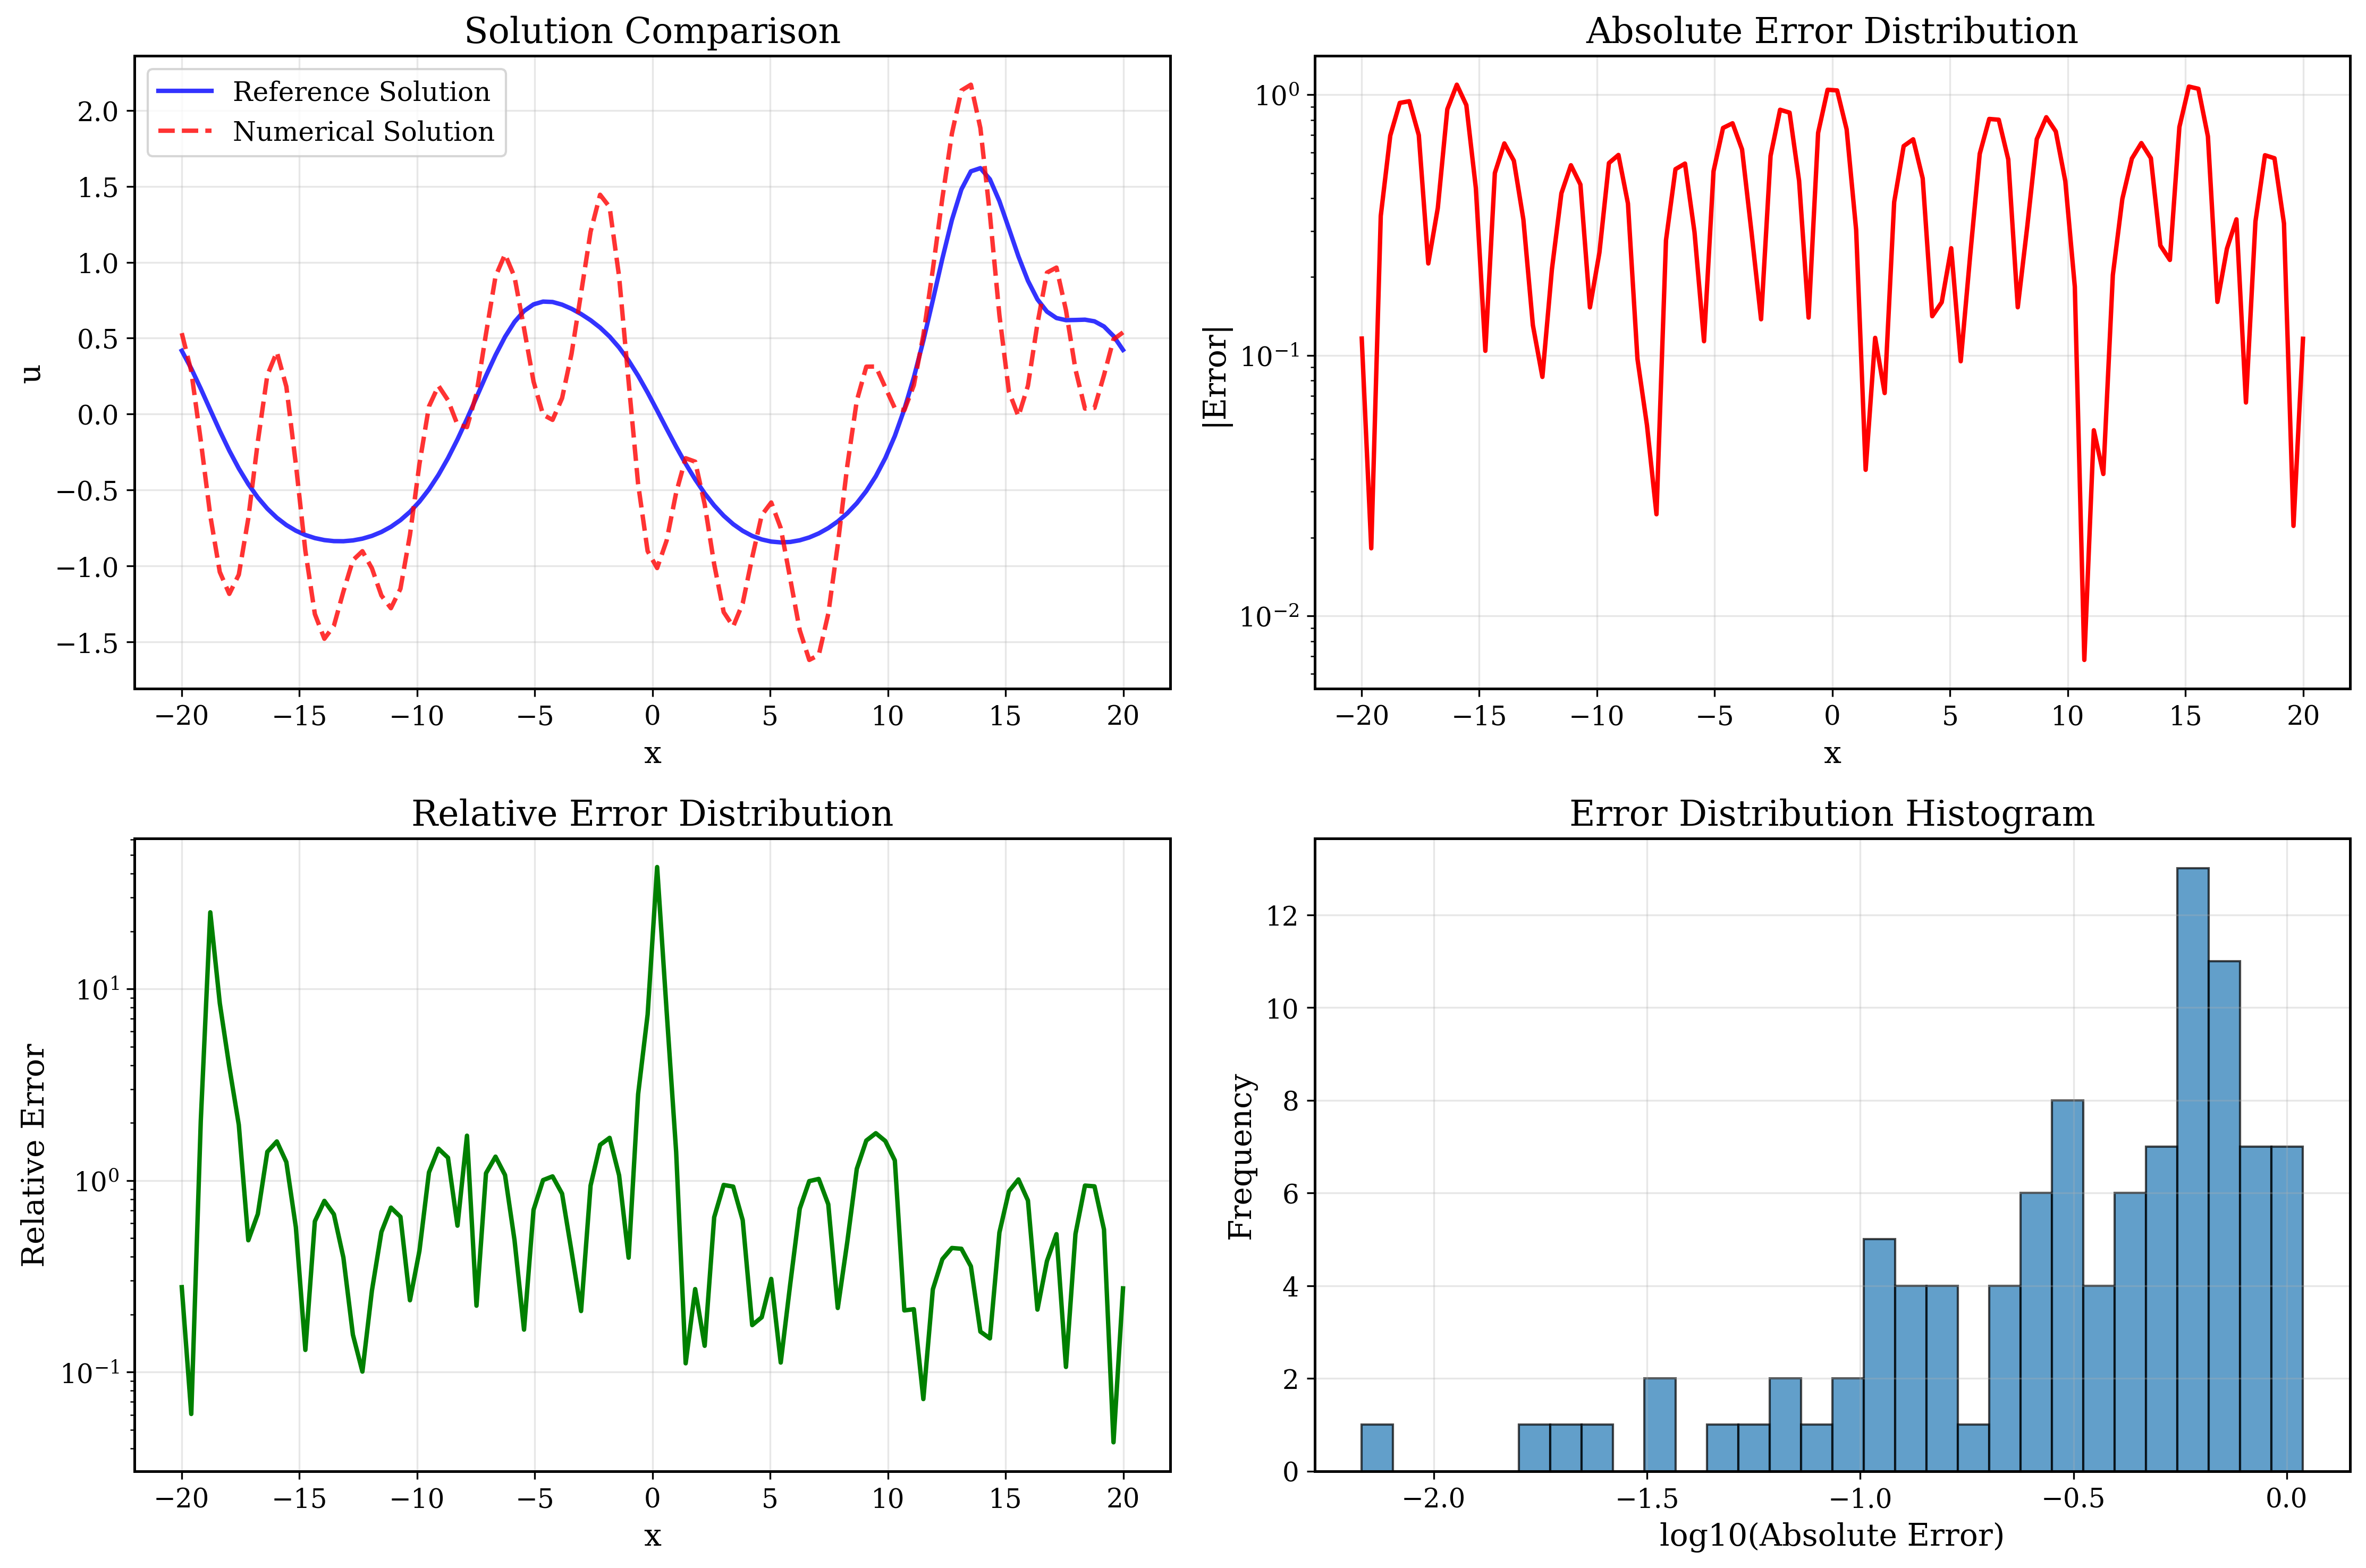 Solution Comparison
Reference Solution
Numerical Solution
2.0
1.5
1.0
0.5
0.0
−0.5
−1.0
−1.5
u
−20 −15 −10 −5 0 5 10 15 20
x
Absolute Error Distribution
10⁰
10⁻¹
10⁻²
|Error|
−20 −15 −10 −5 0 5 10 15 20
x
Relative Error Distribution
10¹
10⁰
10⁻¹
Relative Error
−20 −15 −10 −5 0 5 10 15 20
x
Error Distribution Histogram
12
10
8
6
4
2
0
Frequency
−2.0 −1.5 −1.0 −0.5 0.0
log10(Absolute Error)